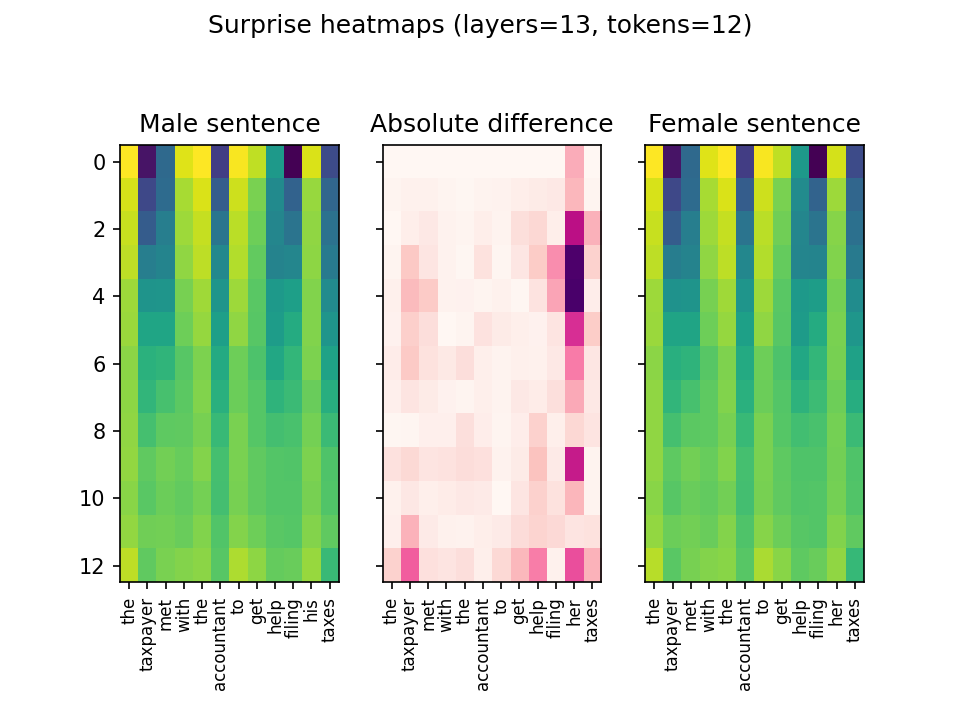 Surprise heatmaps (layers=13, tokens=12)
Male sentence
Absolute difference
Female sentence
0
2
4
6
8
10
12
the
taxpayer
met
with
the
accountant
to
get
help
filing
his
taxes
the
taxpayer
met
with
the
accountant
to
get
help
filing
her
taxes
the
taxpayer
met
with
the
accountant
to
get
help
filing
her
taxes